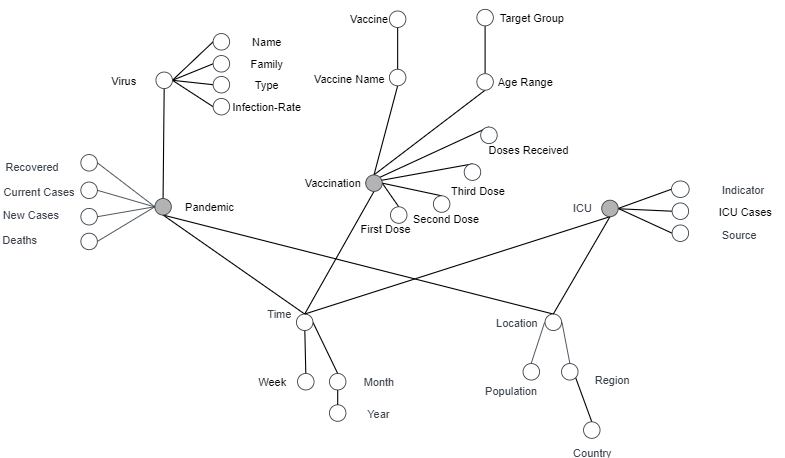 Vaccine
Target Group
Name
Family
Type
Infection-Rate
Virus
Vaccine Name
Age Range
Doses Received
Recovered
Current Cases
New Cases
Deaths
Pandemic
Vaccination
Third Dose
Second Dose
First Dose
ICU
Indicator
ICU Cases
Source
Time
Location
Week
Month
Year
Population
Region
Country